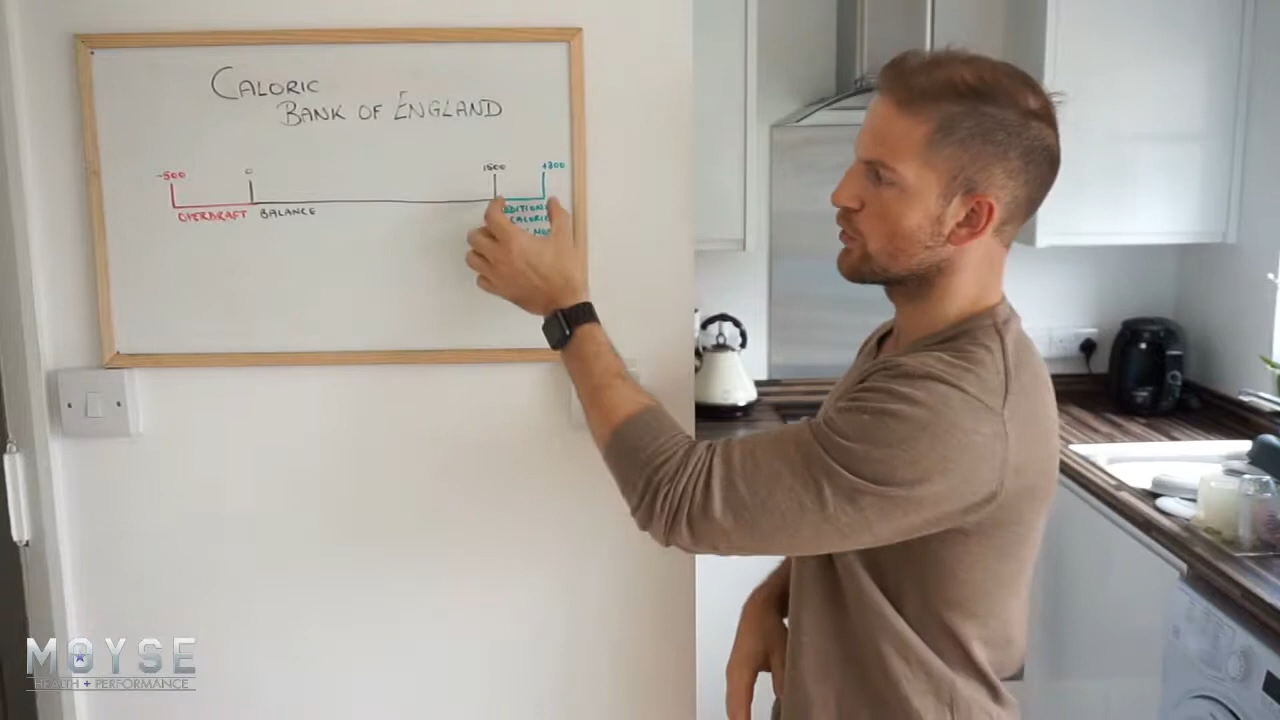 CALORIC
BANK OF ENGLAND
-500
0
1500
+300
OVERDRAFT
BALANCE
MOYSE
HEALTH + PERFORMANCE